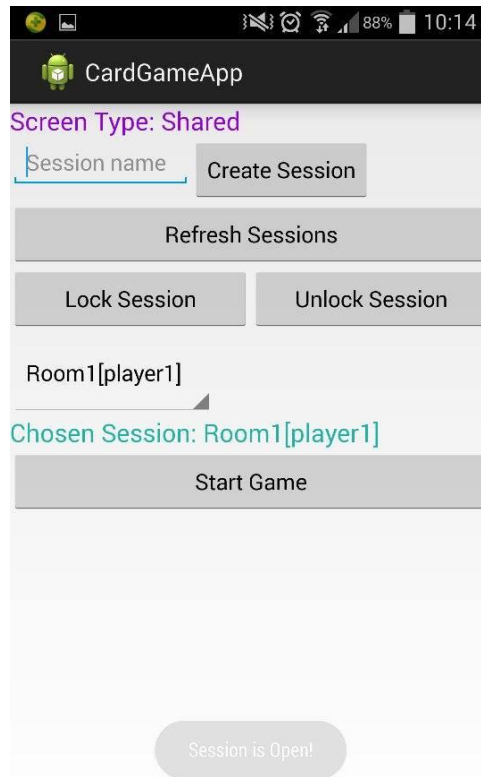 88% 10:14
CardGameApp
Screen Type: Shared
Session name Create Session
Refresh Sessions
Lock Session Unlock Session
Room1[player1]
Chosen Session: Room1[player1]
Start Game
Session is Open!